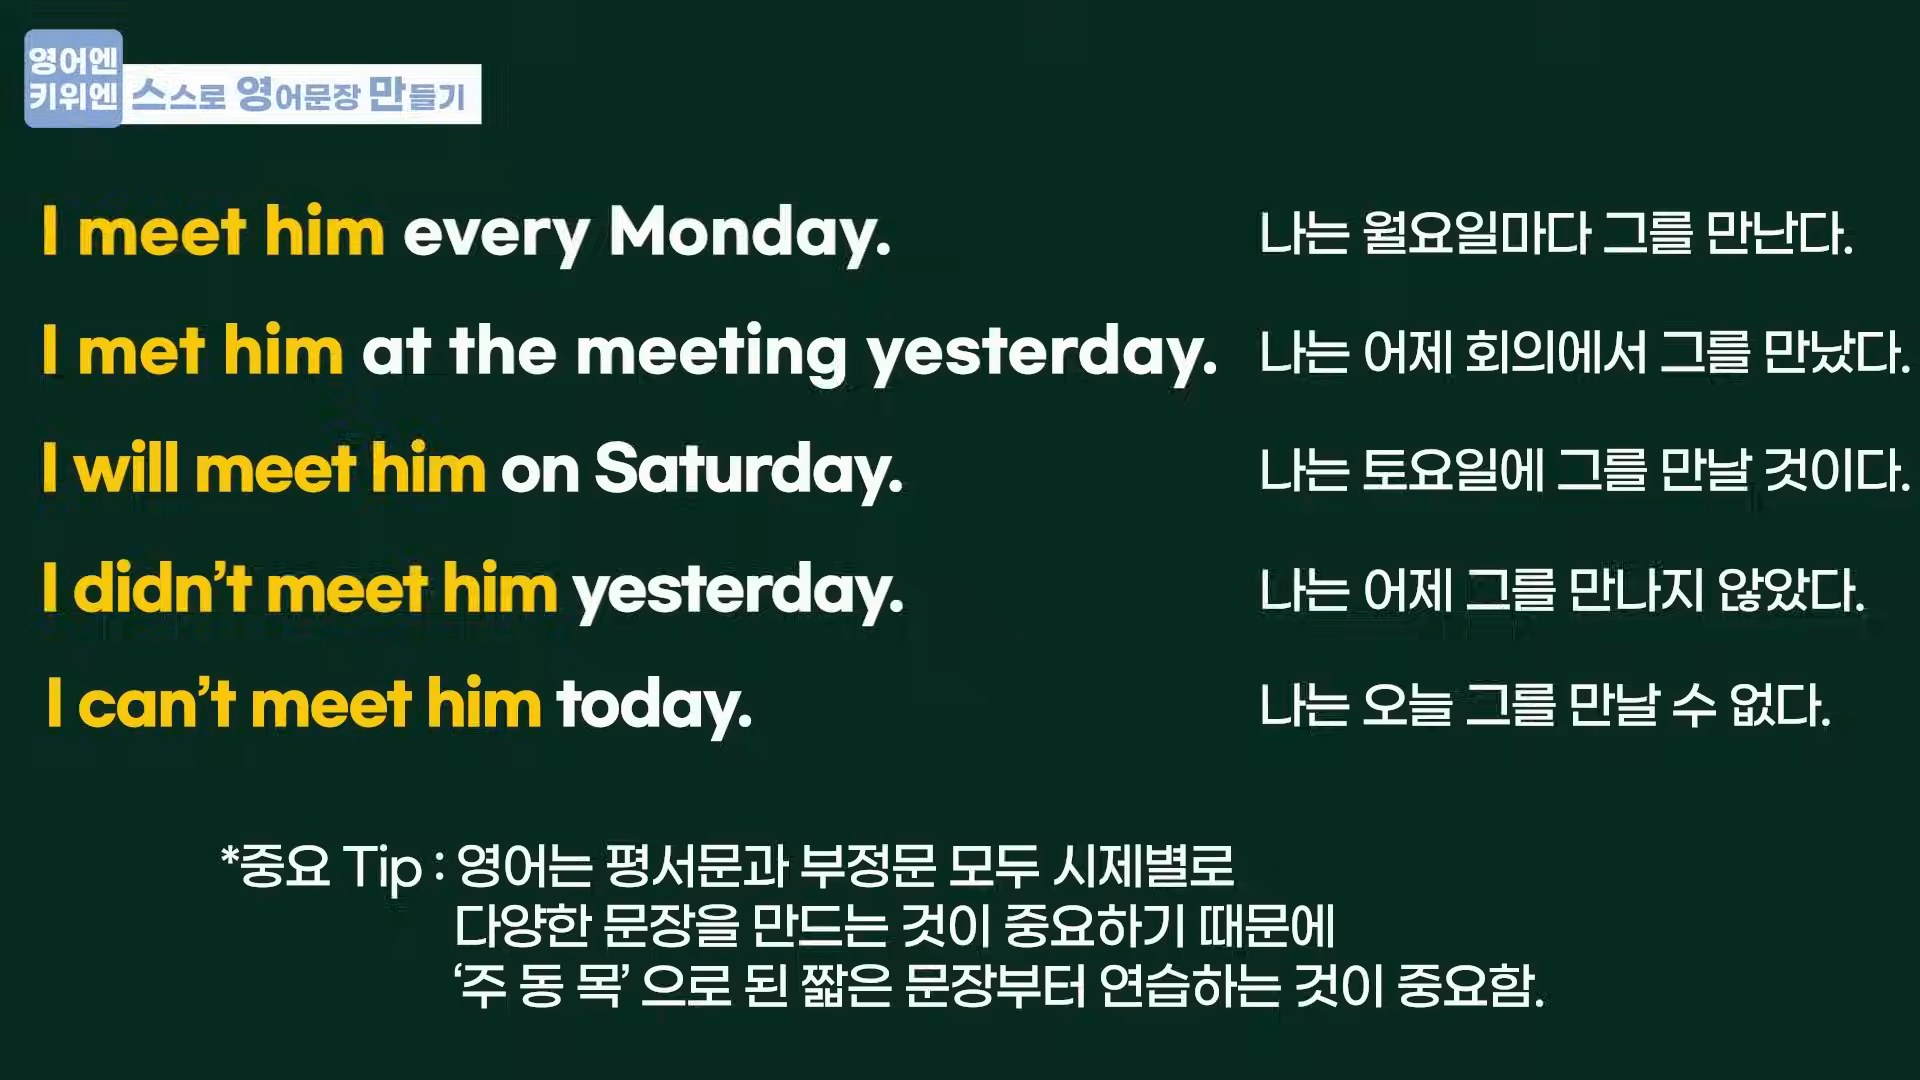 영어엔
키위엔
스스로 영어문장 만들기
I meet him every Monday. 나는 월요일마다 그를 만난다.
I met him at the meeting yesterday. 나는 어제 회의에서 그를 만났다.
I will meet him on Saturday. 나는 토요일에 그를 만날 것이다.
I didn’t meet him yesterday. 나는 어제 그를 만나지 않았다.
I can’t meet him today. 나는 오늘 그를 만날 수 없다.
*중요 Tip : 영어는 평서문과 부정문 모두 시제별로
다양한 문장을 만드는 것이 중요하기 때문에
‘주 동 목’ 으로 된 짧은 문장부터 연습하는 것이 중요함.